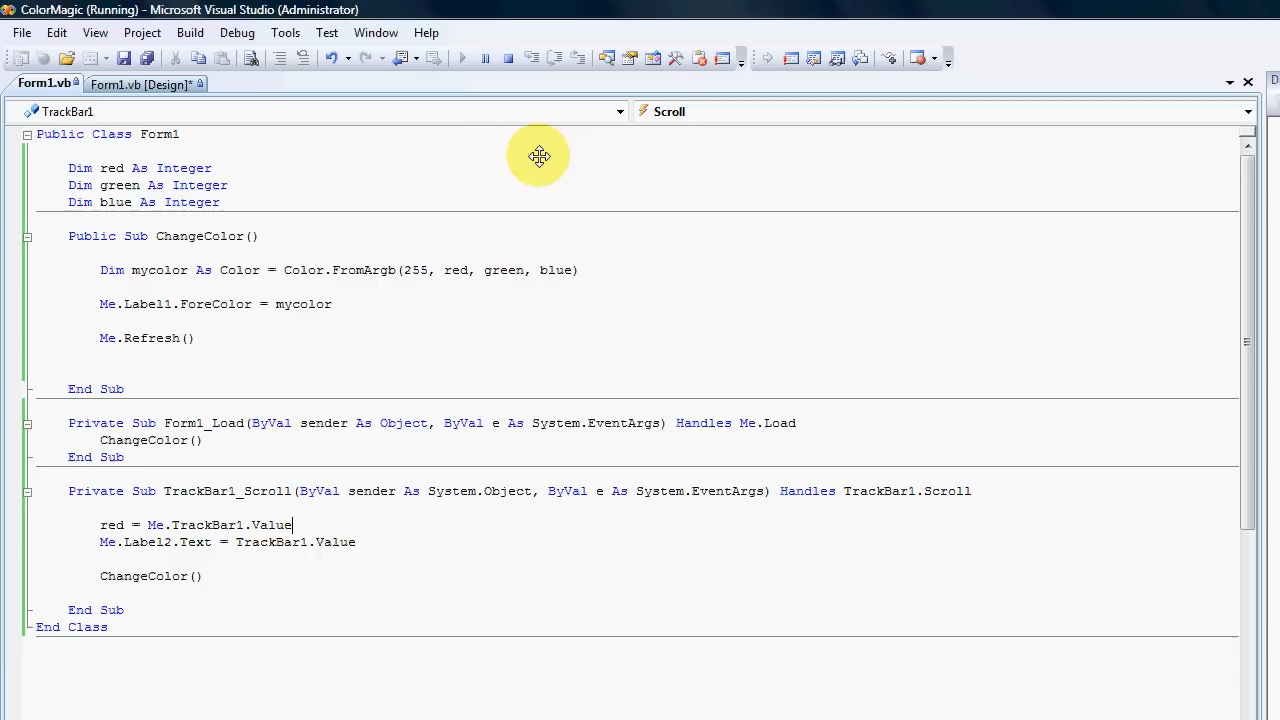 ColorMagic (Running) - Microsoft Visual Studio (Administrator)
File Edit View Project Build Debug Tools Test Window Help
Form1.vb Form1.vb [Design]*
TrackBar1 Scroll
Public Class Form1
Dim red As Integer
Dim green As Integer
Dim blue As Integer
Public Sub ChangeColor()
Dim mycolor As Color = Color.FromArgb(255, red, green, blue)
Me.Label1.ForeColor = mycolor
Me.Refresh()
End Sub
Private Sub Form1_Load(ByVal sender As Object, ByVal e As System.EventArgs) Handles Me.Load
ChangeColor()
End Sub
Private Sub TrackBar1_Scroll(ByVal sender As System.Object, ByVal e As System.EventArgs) Handles TrackBar1.Scroll
red = Me.TrackBar1.Value
Me.Label2.Text = TrackBar1.Value
ChangeColor()
End Sub
End Class